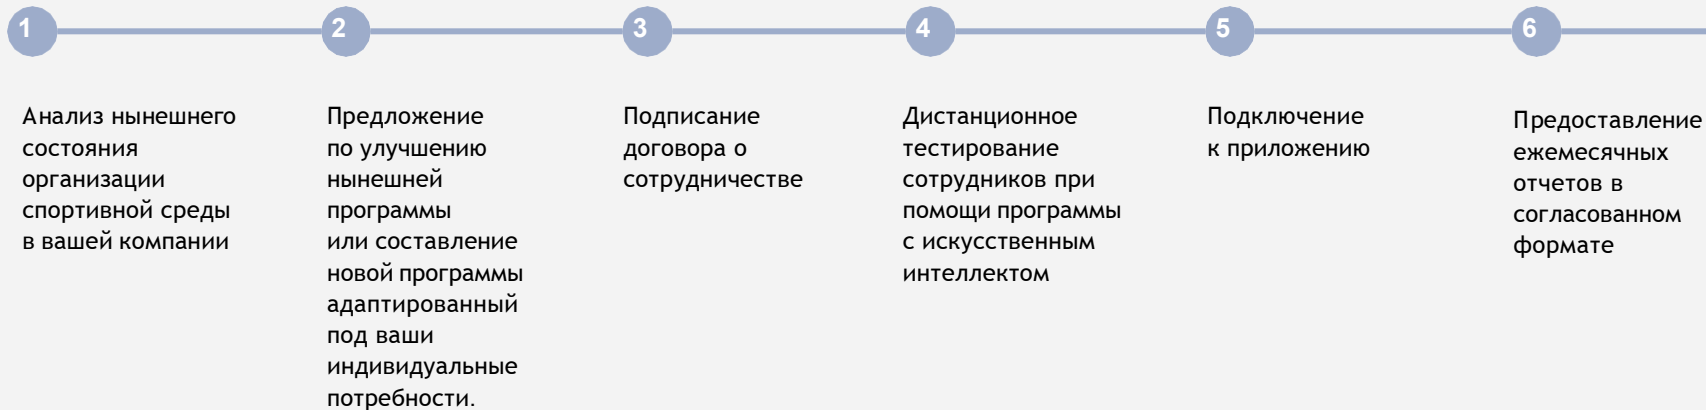 1
Анализ нынешнего
состояния
организации
спортивной среды
в вашей компании
2
Предложение
по улучшению
нынешней
программы
или составление
новой программы
адаптированный
под ваши
индивидуальные
потребности.
3
Подписание
договора о
сотрудничестве
4
Дистанционное
тестирование
сотрудников при
помощи программы
с искусственным
интеллектом
5
Подключение
к приложению
6
Предоставление
ежемесячных
отчетов в
согласованном
формате